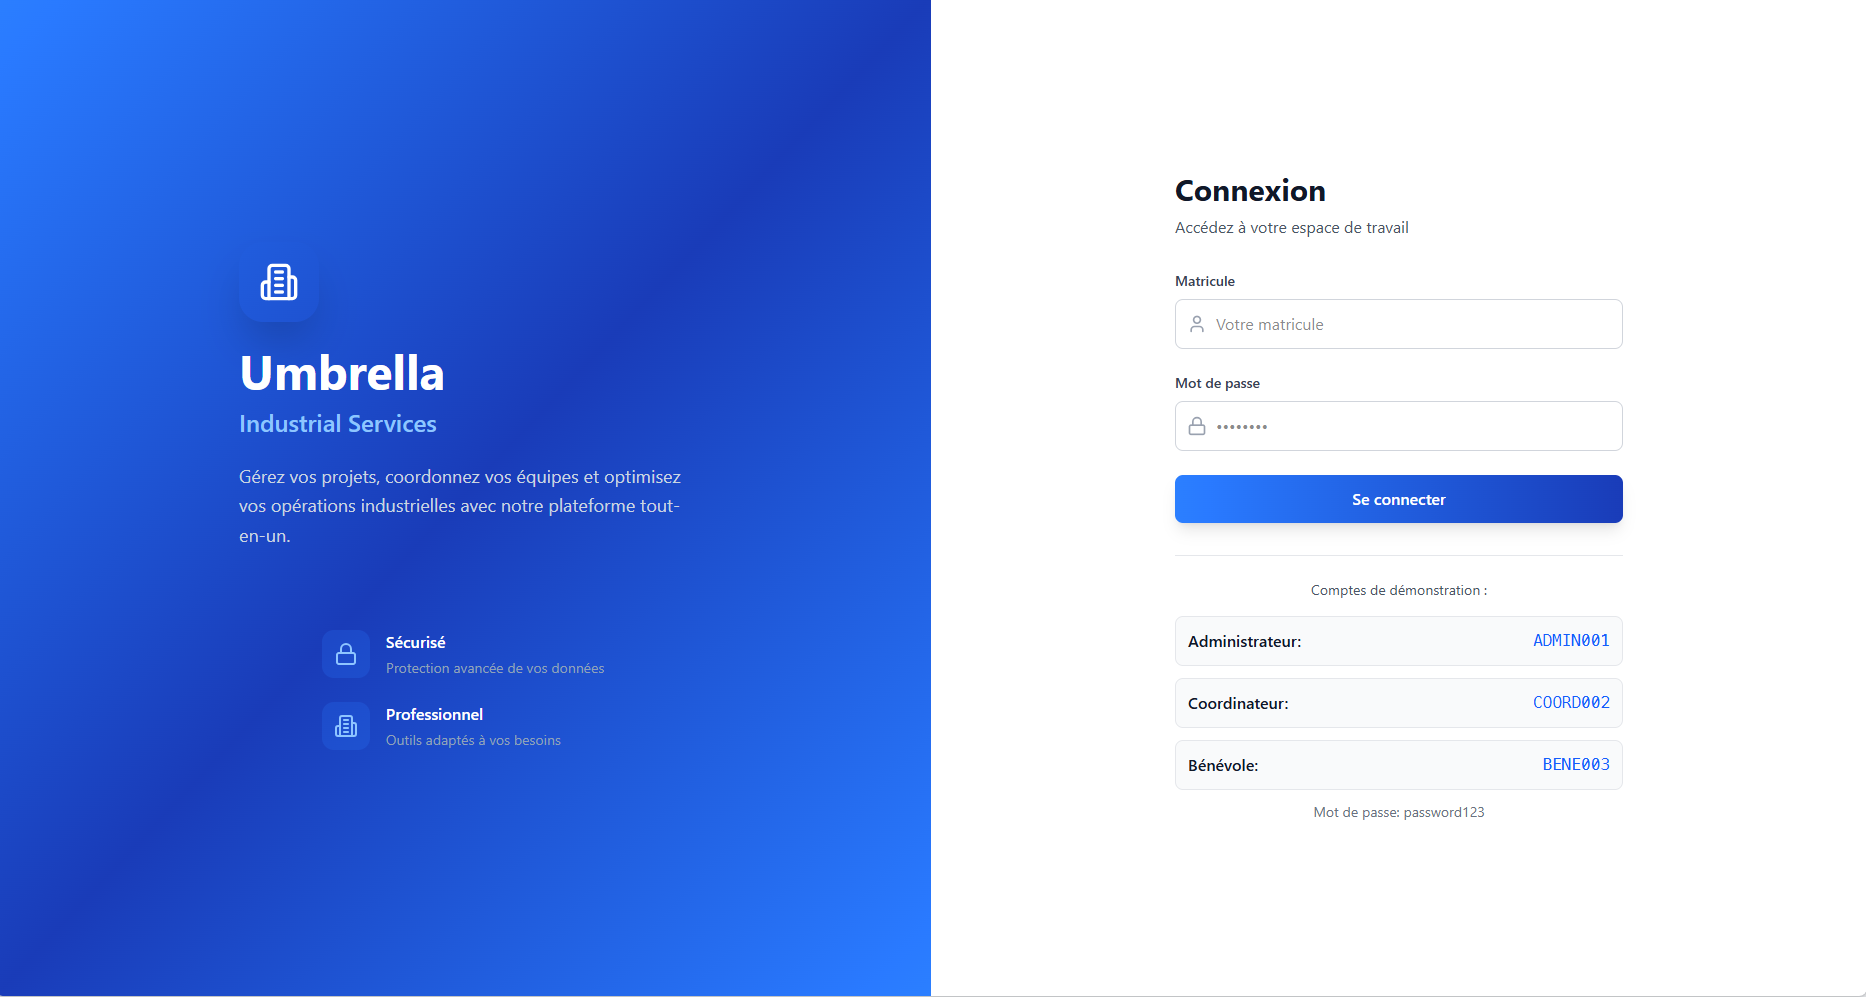 Umbrella
Industrial Services
Gérez vos projets, coordonnez vos équipes et optimisez
vos opérations industrielles avec notre plateforme tout-
en-un.
Sécurisé
Protection avancée de vos données
Professionnel
Outils adaptés à vos besoins
Connexion
Accédez à votre espace de travail
Matricule
Votre matricule
Mot de passe
••••••••
Se connecter
Comptes de démonstration :
Administrateur: ADMIN001
Coordinateur: COORD002
Bénévole: BENE003
Mot de passe: password123